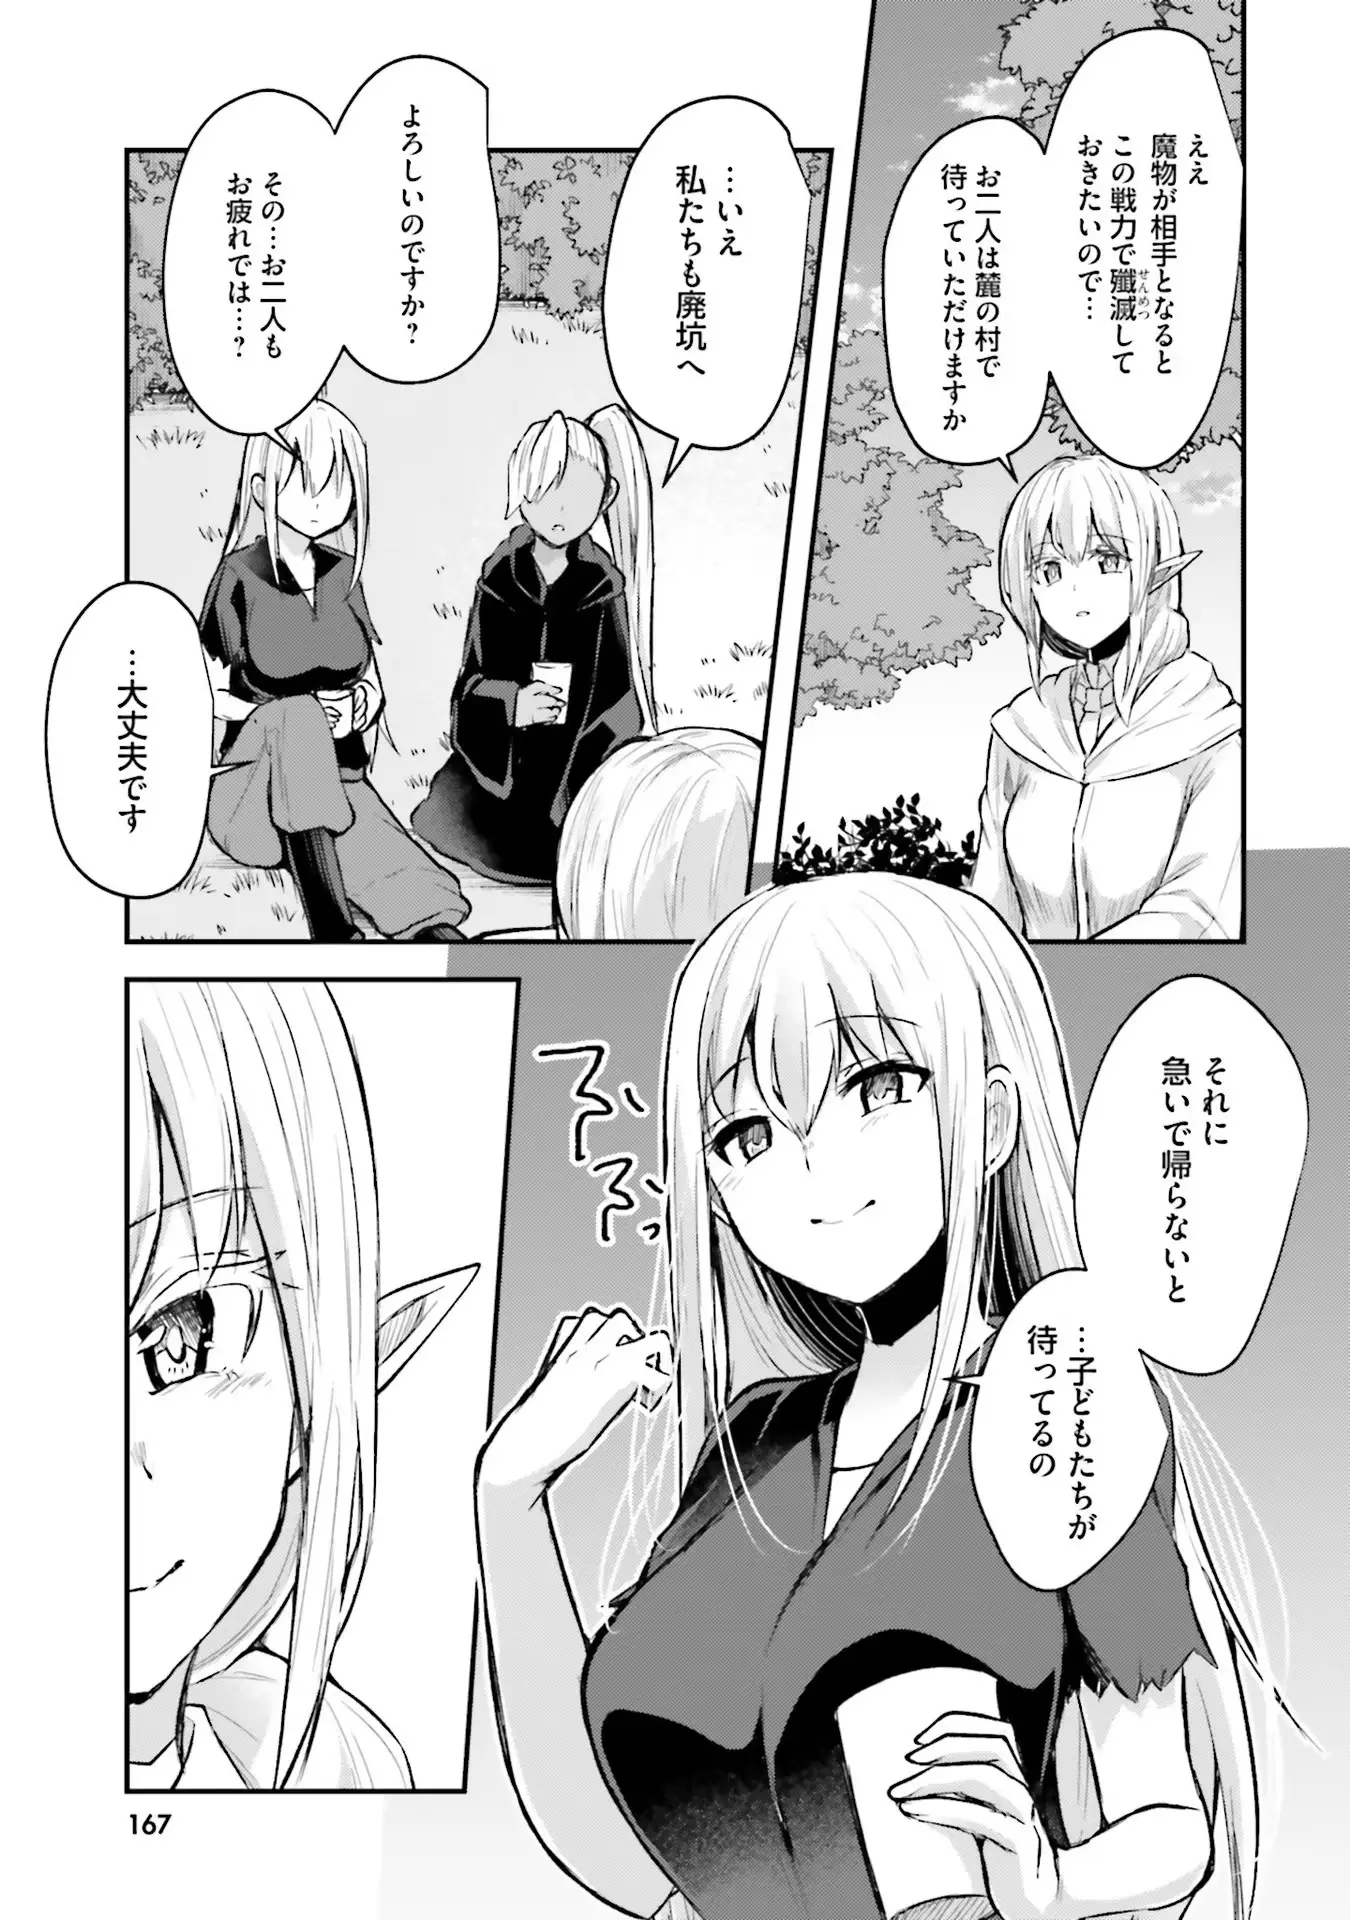 ええ
魔物が相手となると
この戦力で殲滅して
せんめつ
おきたいので…
お二人は麓の村で
待っていただけますか
…いえ
私たちも廃坑へ
よろしいのですか？
その…お二人も
お疲れでは…？
…大丈夫です
それに
急いで帰らないと
…子どもたちが
待ってるの
ふふっ
167